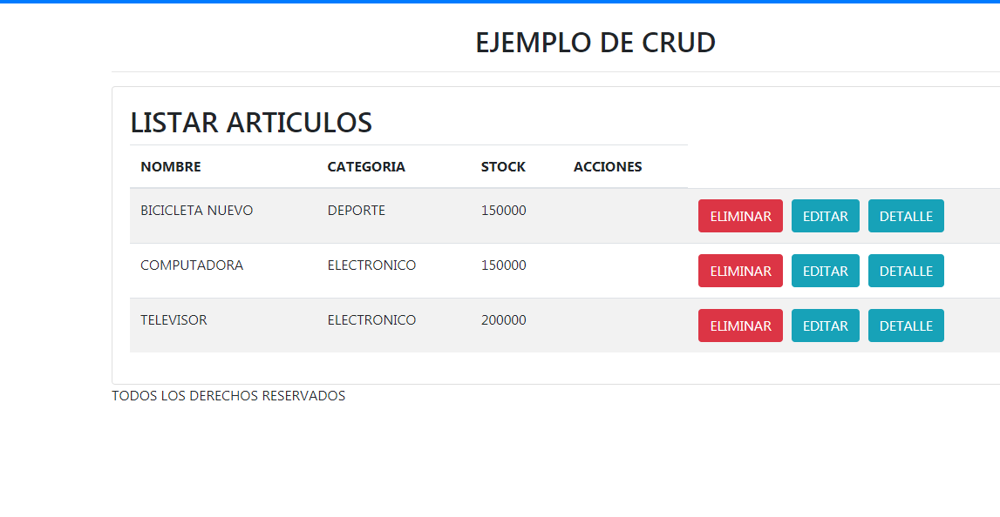 EJEMPLO DE CRUD
LISTAR ARTICULOS
NOMBRE CATEGORIA STOCK ACCIONES
BICICLETA NUEVO DEPORTE 150000 ELIMINAR EDITAR DETALLE
COMPUTADORA ELECTRONICO 150000 ELIMINAR EDITAR DETALLE
TELEVISOR ELECTRONICO 200000 ELIMINAR EDITAR DETALLE
TODOS LOS DERECHOS RESERVADOS